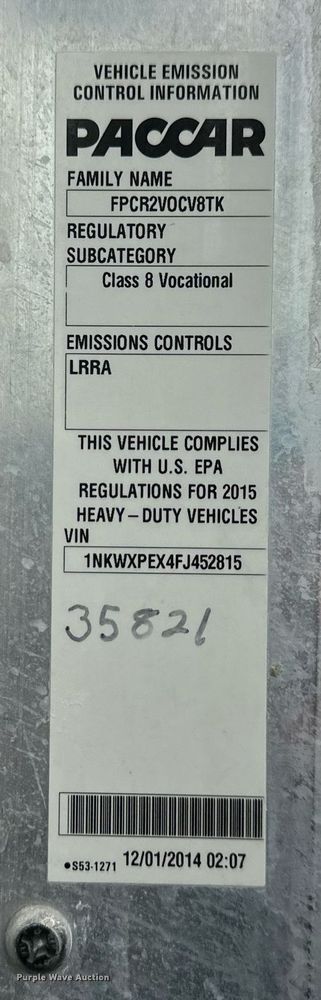 VEHICLE EMISSION
CONTROL INFORMATION
PACCAR
FAMILY NAME
FPCR2VOCV8TK
REGULATORY
SUBCATEGORY
Class 8 Vocational
EMISSIONS CONTROLS
LRRA
THIS VEHICLE COMPLIES
WITH U.S. EPA
REGULATIONS FOR 2015
HEAVY-DUTY VEHICLES
VIN
1NKWXPEX4FJ452815
35821
•S53-1271 12/01/2014 02:07
Purple Wave Auction